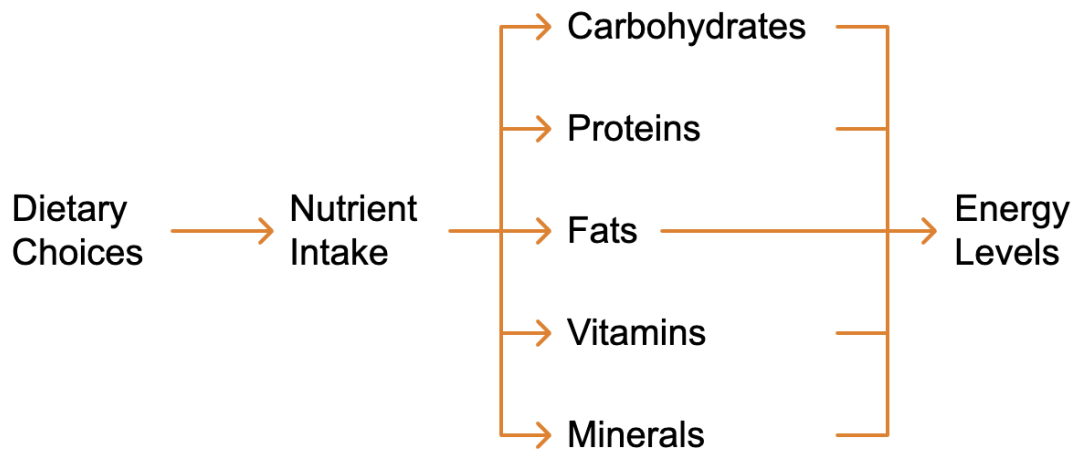 Dietary
Choices
Nutrient
Intake
Carbohydrates
Proteins
Fats
Vitamins
Minerals
Energy
Levels